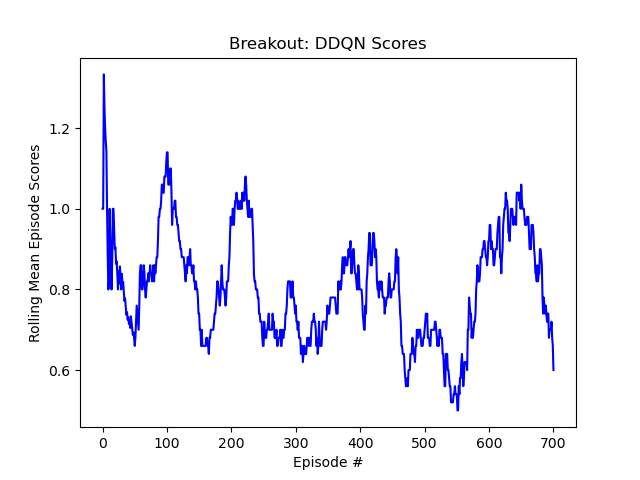 Breakout: DDQN Scores
Rolling Mean Episode Scores
1.2
1.0
0.8
0.6
0 100 200 300 400 500 600 700
Episode #